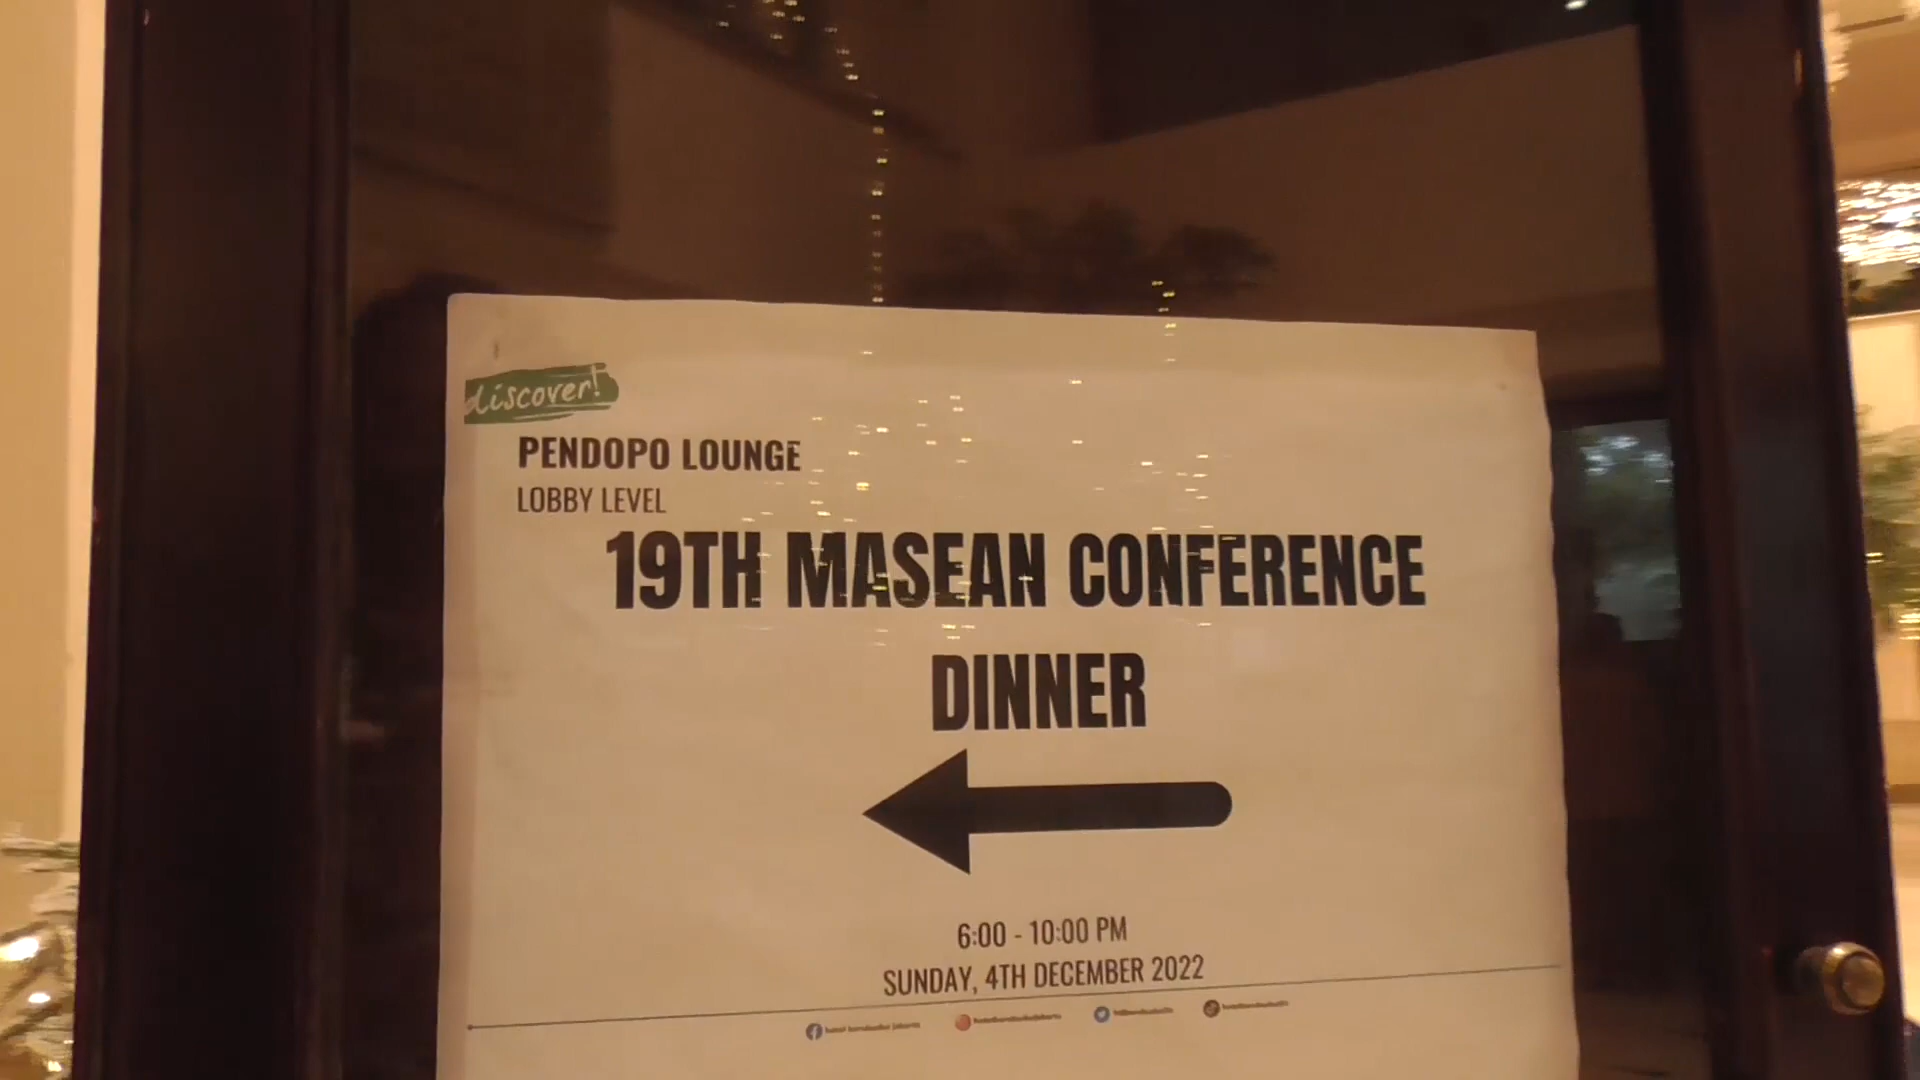 discover!
PENDOPO LOUNGE
LOBBY LEVEL
19TH MASEAN CONFERENCE
DINNER
6:00 - 10:00 PM
SUNDAY, 4TH DECEMBER 2022